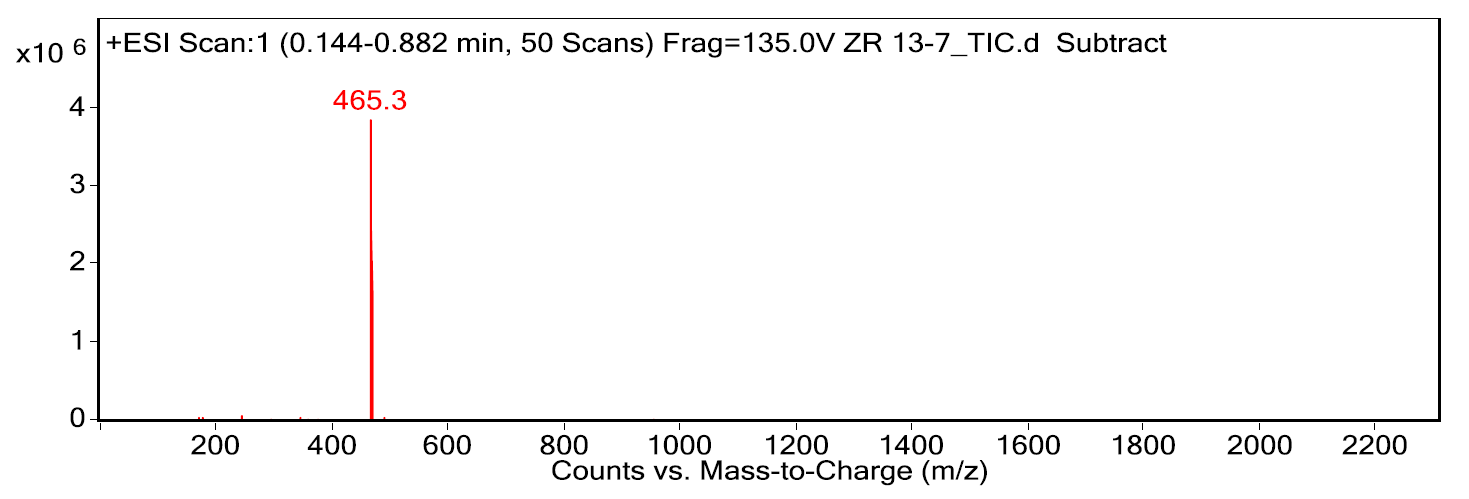 x10 6
+ESI Scan:1 (0.144-0.882 min, 50 Scans) Frag=135.0V ZR 13-7_TIC.d  Subtract
465.3
4
3
2
1
0
200 400 600 800 1000 1200 1400 1600 1800 2000 2200
Counts vs. Mass-to-Charge (m/z)